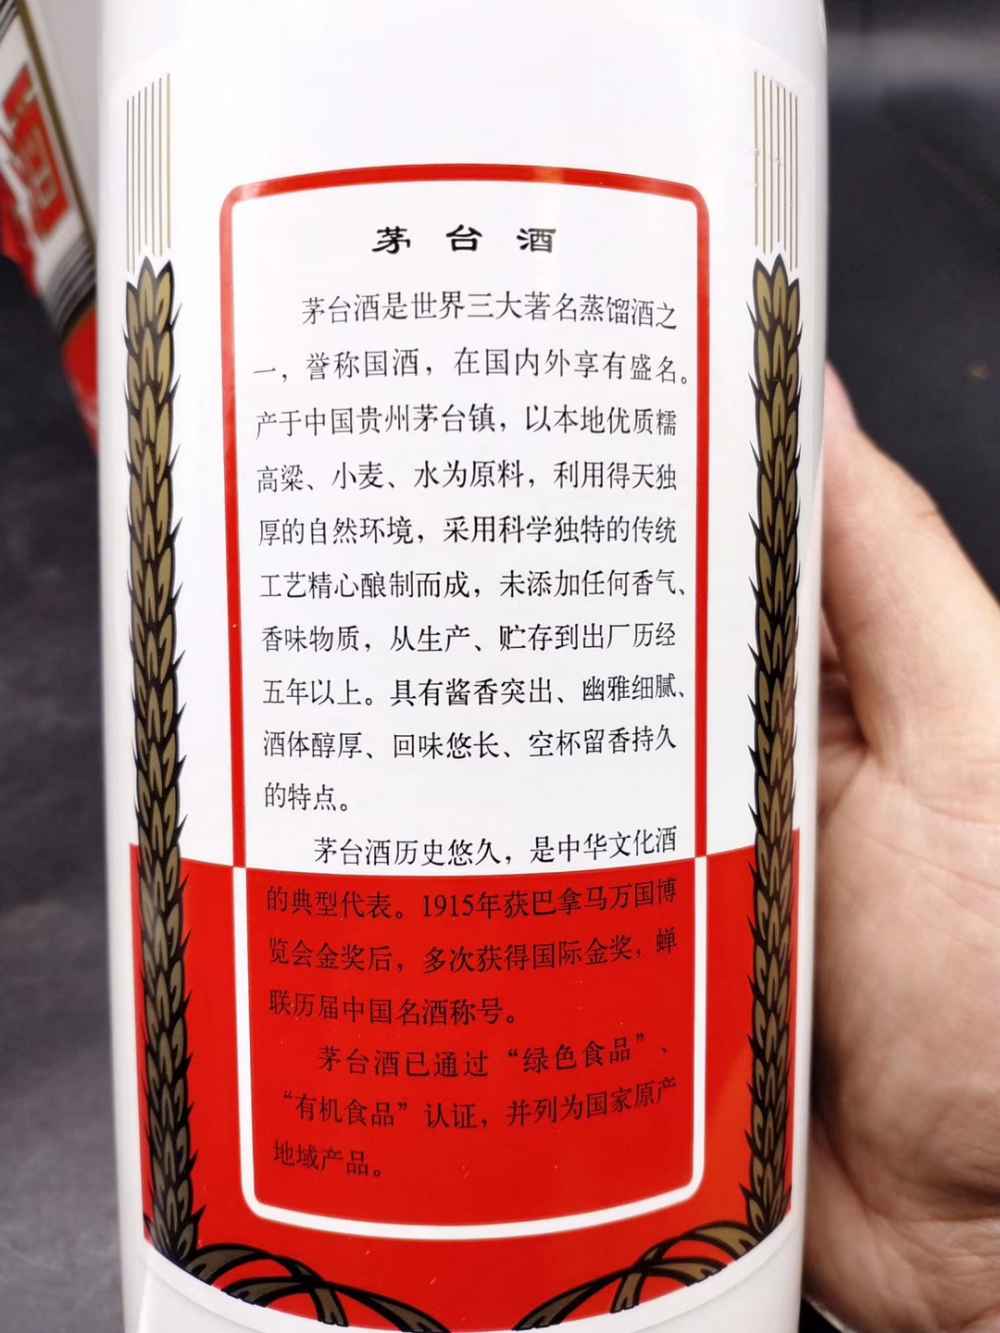 茅台酒
茅台酒是世界三大著名蒸馏酒之
一，誉称国酒，在国内外享有盛名。
产于中国贵州茅台镇，以本地优质糯
高粱、小麦、水为原料，利用得天独
厚的自然环境，采用科学独特的传统
工艺精心酿制而成，未添加任何香气、
香味物质，从生产、贮存到出厂历经
五年以上。具有酱香突出、幽雅细腻、
酒体醇厚、回味悠长、空杯留香持久
的特点。
茅台酒历史悠久，是中华文化酒
的典型代表。1915年获巴拿马万国博
览会金奖后，多次获得国际金奖，蝉
联历届中国名酒称号。
茅台酒已通过“绿色食品”、
“有机食品”认证，并列为国家原产
地域产品。